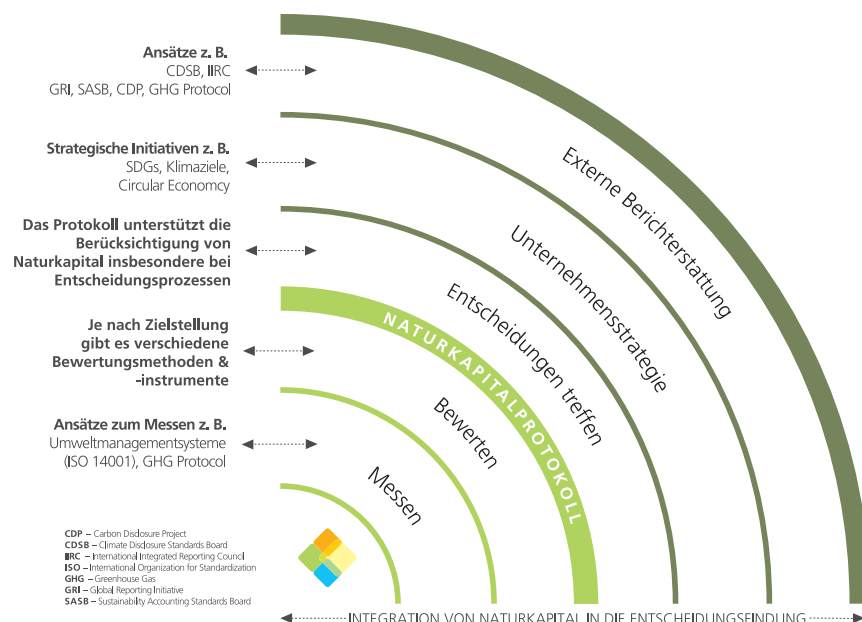 Ansätze z. B.
CDSB, IIRC
GRI, SASB, CDP, GHG Protocol
Strategische Initiativen z. B.
SDGs, Klimaziele,
Circular Economcy
Das Protokoll unterstützt die
Berücksichtigung von
Naturkapital insbesondere bei
Entscheidungsprozessen
Je nach Zielstellung
gibt es verschiedene
Bewertungsmethoden &
-instrumente
Ansätze zum Messen z. B.
Umweltmanagementsysteme
(ISO 14001), GHG Protocol
Externe Berichterstattung
Unternehmensstrategie
Entscheidungen treffen
NATURKAPITALPROTOKOLL
Bewerten
Messen
CDP – Carbon Disclosure Project
CDSB – Climate Disclosure Standards Board
IIRC – International Integrated Reporting Council
ISO – International Organization for Standardization
GHG – Greenhouse Gas
GRI – Global Reporting Initiative
SASB – Sustainability Accounting Standards Board
INTEGRATION VON NATURKAPITAL IN DIE ENTSCHEIDUNGSFINDUNG